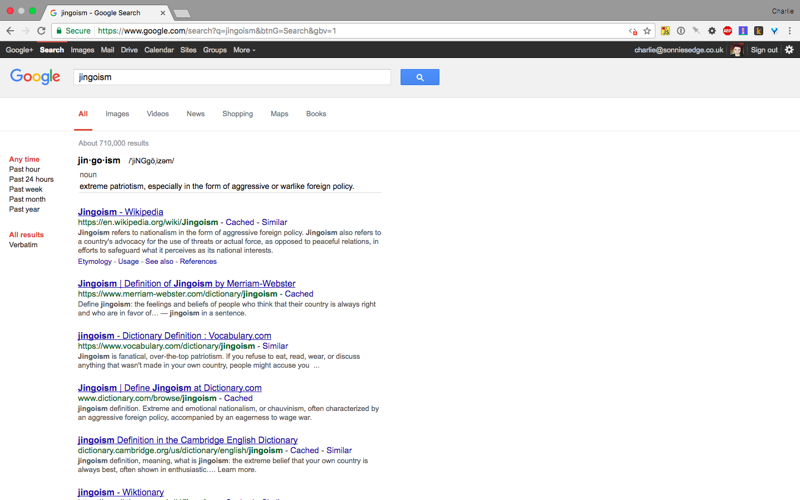 Charlie
jingoism - Google Search
Secure https://www.google.com/search?q=jingoism&btnG=Search&gbv=1
Google+ Search Images Mail Drive Calendar Sites Groups More charlie@sonniesedge.co.uk Sign out
Google jingoism
All Images Videos News Shopping Maps Books
About 710,000 results
Any time
Past hour
Past 24 hours
Past week
Past month
Past year
All results
Verbatim
jin·go·ism /ˈjiNGgōˌizəm/
noun
extreme patriotism, especially in the form of aggressive or warlike foreign policy.
Jingoism - Wikipedia
https://en.wikipedia.org/wiki/Jingoism - Cached - Similar
Jingoism refers to nationalism in the form of aggressive foreign policy. Jingoism also refers to
a country's advocacy for the use of threats or actual force, as opposed to peaceful relations, in
efforts to safeguard what it perceives as its national interests.
Etymology - Usage - See also - References
Jingoism | Definition of Jingoism by Merriam-Webster
https://www.merriam-webster.com/dictionary/jingoism - Cached
Define jingoism: the feelings and beliefs of people who think that their country is always right
and who are in favor of… — jingoism in a sentence.
jingoism - Dictionary Definition : Vocabulary.com
https://www.vocabulary.com/dictionary/jingoism - Similar
Jingoism is fanatical, over-the-top patriotism. If you refuse to eat, read, wear, or discuss
anything that wasn't made in your own country, people might accuse you ...
Jingoism | Define Jingoism at Dictionary.com
www.dictionary.com/browse/jingoism - Cached
jingoism definition. Extreme and emotional nationalism, or chauvinism, often characterized by
an aggressive foreign policy, accompanied by an eagerness to wage war.
jingoism Definition in the Cambridge English Dictionary
dictionary.cambridge.org/us/dictionary/english/jingoism - Cached - Similar
jingoism definition, meaning, what is jingoism: the extreme belief that your own country is
always best, often shown in enthusiastic…. Learn more.
jingoism - Wiktionary